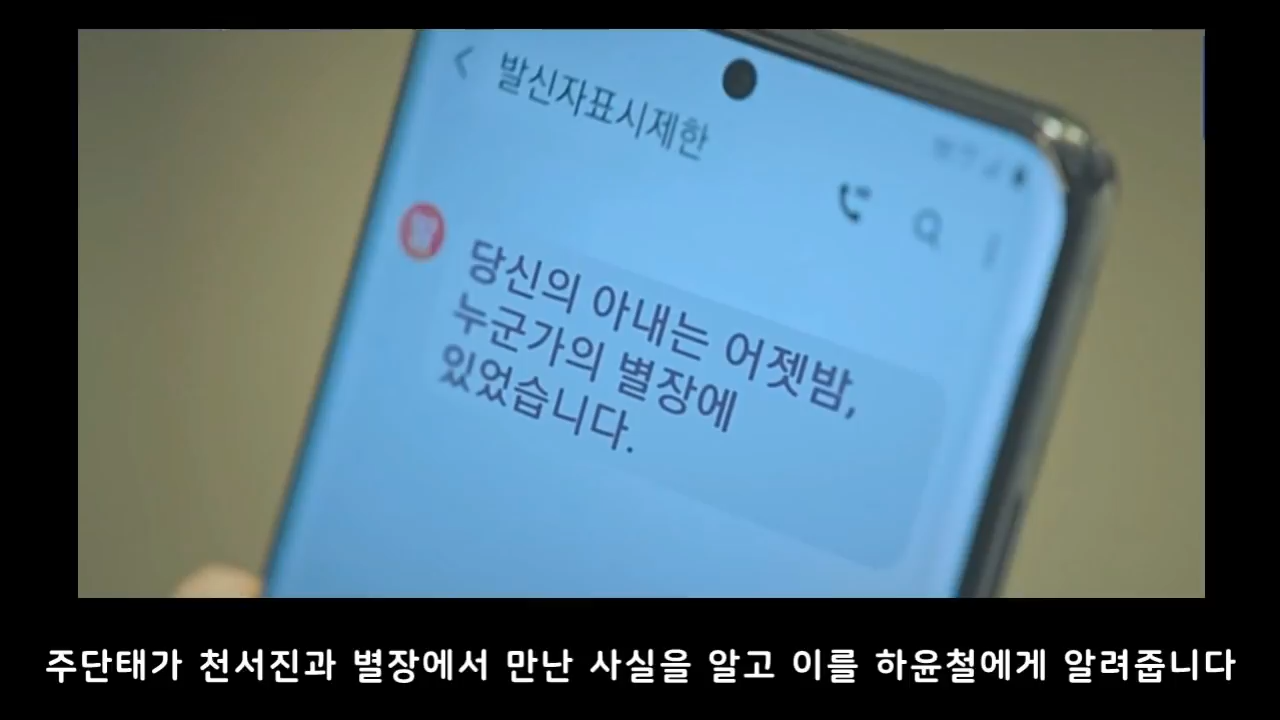 발신자표시제한
당신의 아내는 어젯밤,
누군가의 별장에
있었습니다.
주단태가 천서진과 별장에서 만난 사실을 알고 이를 하윤철에게 알려줍니다